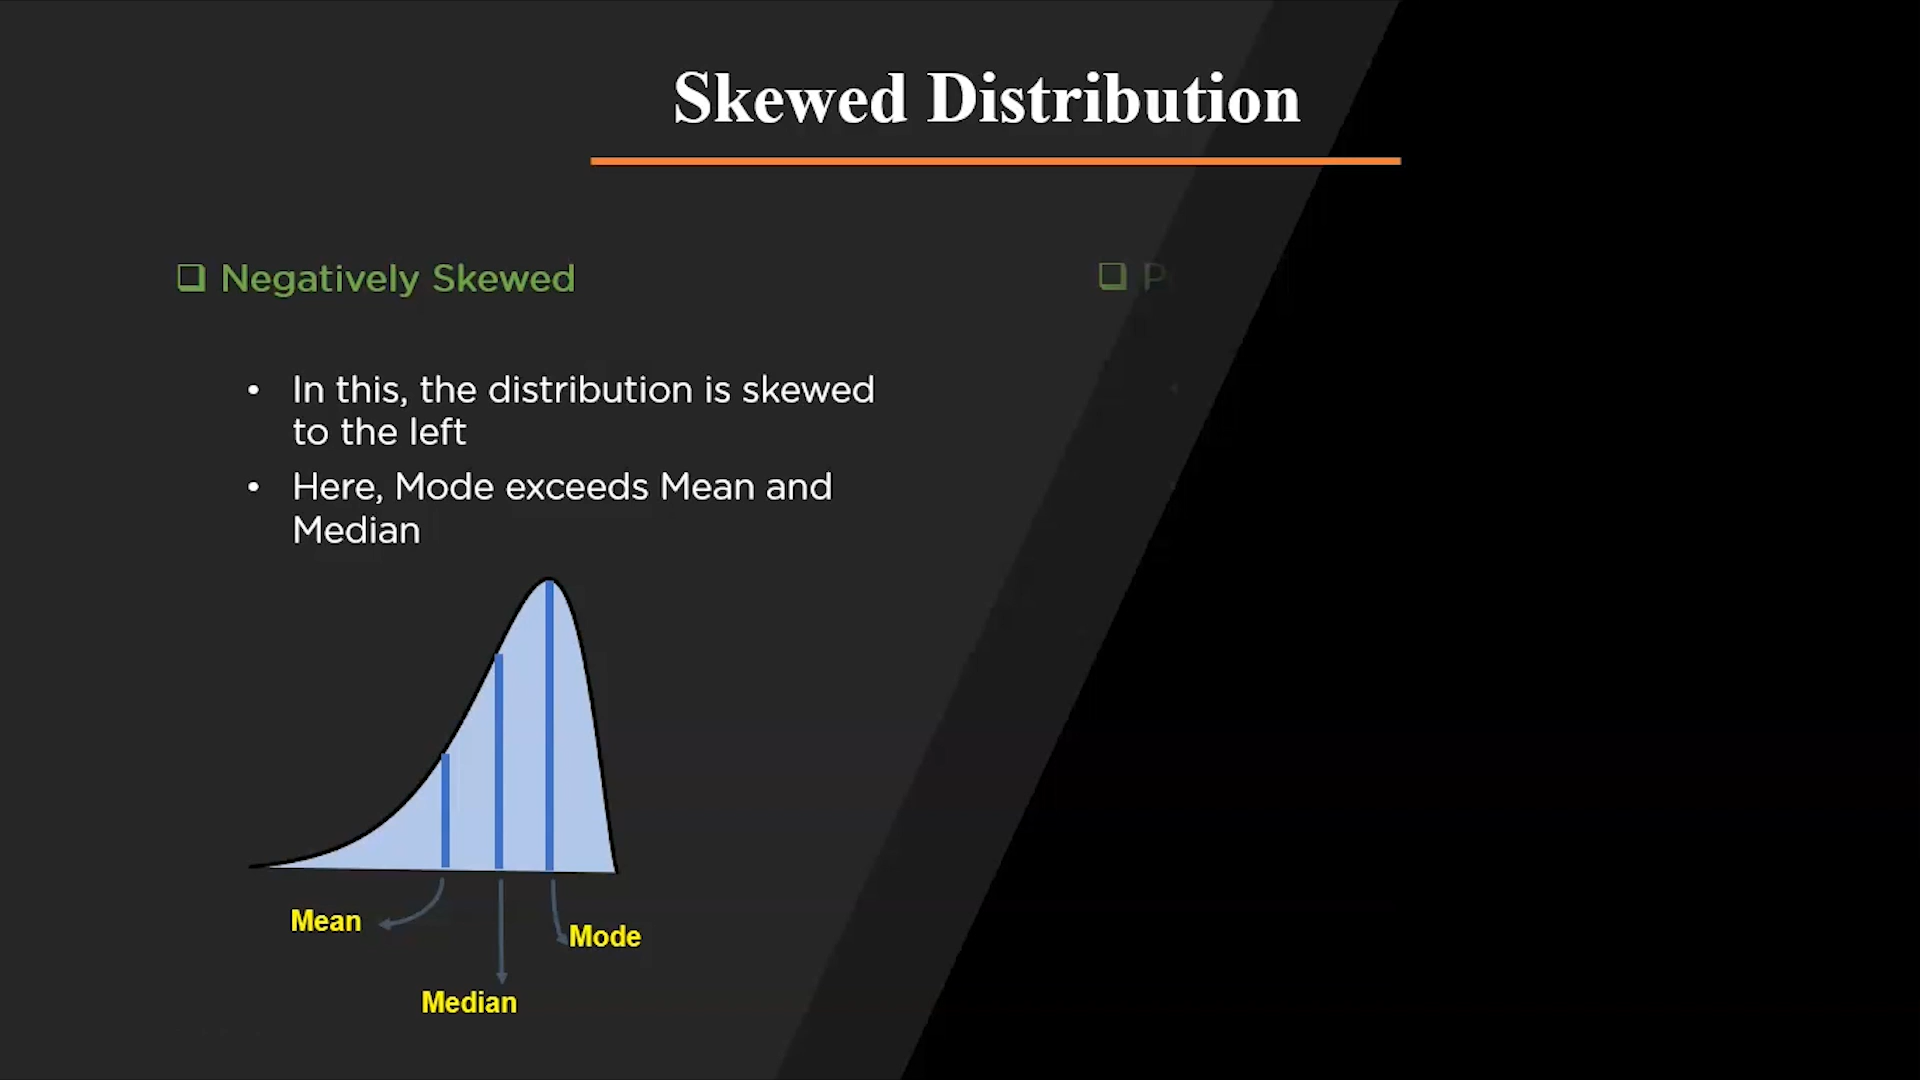 Skewed Distribution
❑ Negatively Skewed
❑ P
• In this, the distribution is skewed
to the left
• Here, Mode exceeds Mean and
Median
Mean
Mode
Median